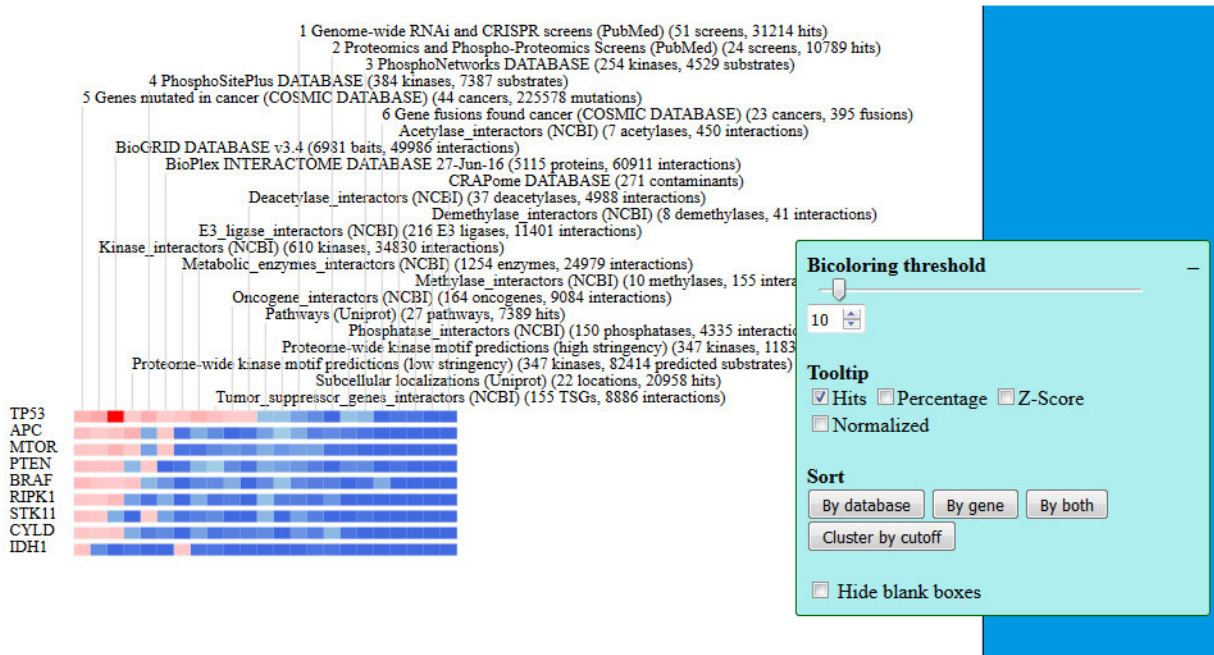 1 Genome-wide RNAi and CRISPR screens (PubMed) (51 screens, 31214 hits)
2 Proteomics and Phospho-Proteomics Screens (PubMed) (24 screens, 10789 hits)
3 PhosphoNetworks DATABASE (254 kinases, 4529 substrates)
4 PhosphoSitePlus DATABASE (384 kinases, 7387 substrates)
5 Genes mutated in cancer (COSMIC DATABASE) (44 cancers, 225578 mutations)
6 Gene fusions found cancer (COSMIC DATABASE) (23 cancers, 395 fusions)
Acetylase_interactors (NCBI) (7 acetylases, 450 interactions)
BioGRID DATABASE v3.4 (6981 baits, 49986 interactions)
BioPlex INTERACTOME DATABASE 27-Jun-16 (5115 proteins, 60911 interactions)
CRAPome DATABASE (271 contaminants)
Deacetylase_interactors (NCBI) (37 deacetylases, 4988 interactions)
Demethylase_interactors (NCBI) (8 demethylases, 41 interactions)
E3_ligase_interactors (NCBI) (216 E3 ligases, 11401 interactions)
Kinase_interactors (NCBI) (610 kinases, 34830 interactions)
Metabolic_enzymes_interactors (NCBI) (1254 enzymes, 24979 interactions)
Methylase_interactors (NCBI) (10 methylases, 155 intera
Oncogene_interactors (NCBI) (164 oncogenes, 9084 interactions)
Pathways (Uniprot) (27 pathways, 7389 hits)
Phosphatase_interactors (NCBI) (150 phosphatases, 4335 interactio
Proteome-wide kinase motif predictions (high stringency) (347 kinases, 1183
Proteome-wide kinase motif predictions (low stringency) (347 kinases, 82414 predicted substrates)
Subcellular localizations (Uniprot) (22 locations, 20958 hits)
Tumor_suppressor_genes_interactors (NCBI) (155 TSGs, 8886 interactions)
TP53
APC
MTOR
PTEN
BRAF
RIPK1
STK11
CYLD
IDH1
Bicoloring threshold
10
Tooltip
Hits Percentage Z-Score
Normalized
Sort
By database By gene By both
Cluster by cutoff
Hide blank boxes